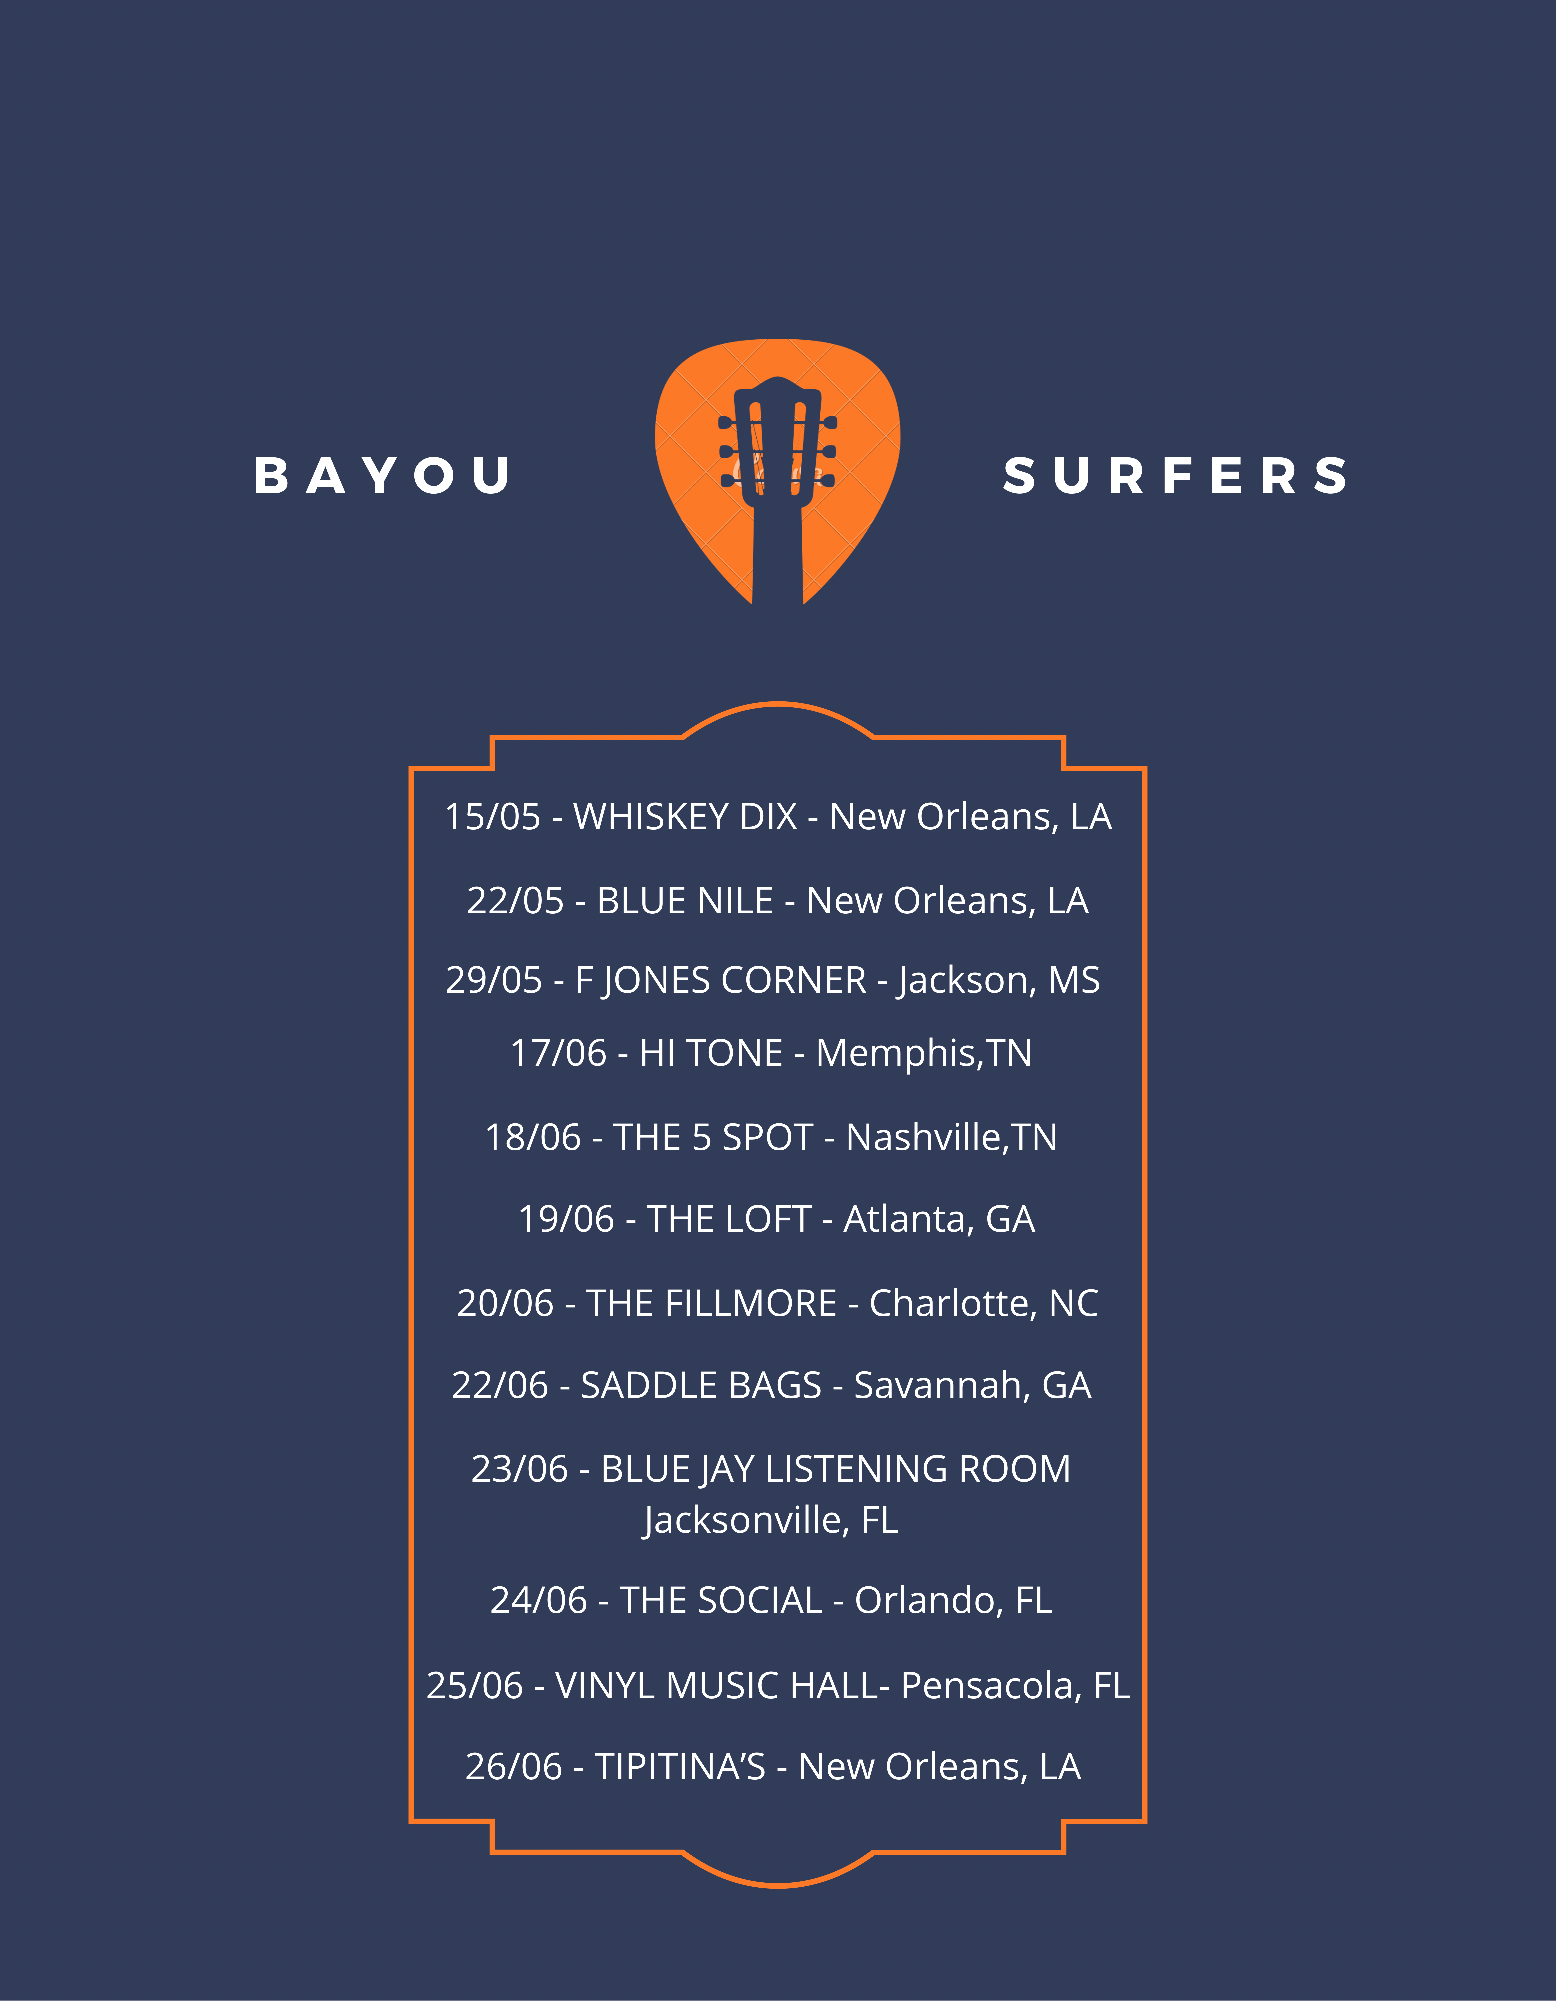 BAYOU SURFERS
15/05 - WHISKEY DIX - New Orleans, LA
22/05 - BLUE NILE - New Orleans, LA
29/05 - F JONES CORNER - Jackson, MS
17/06 - HI TONE - Memphis,TN
18/06 - THE 5 SPOT - Nashville,TN
19/06 - THE LOFT - Atlanta, GA
20/06 - THE FILLMORE - Charlotte, NC
22/06 - SADDLE BAGS - Savannah, GA
23/06 - BLUE JAY LISTENING ROOM
Jacksonville, FL
24/06 - THE SOCIAL - Orlando, FL
25/06 - VINYL MUSIC HALL- Pensacola, FL
26/06 - TIPITINA’S - New Orleans, LA